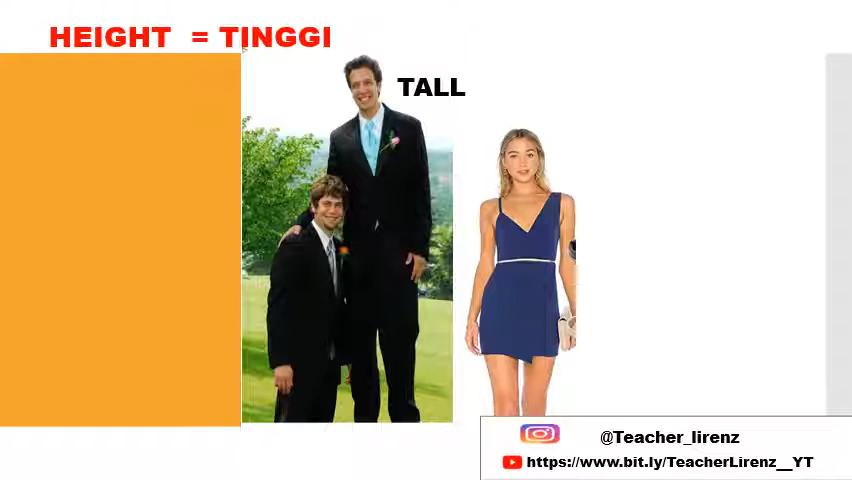 HEIGHT = TINGGI
TALL
@Teacher_lirenz
https://www.bit.ly/TeacherLirenz__YT